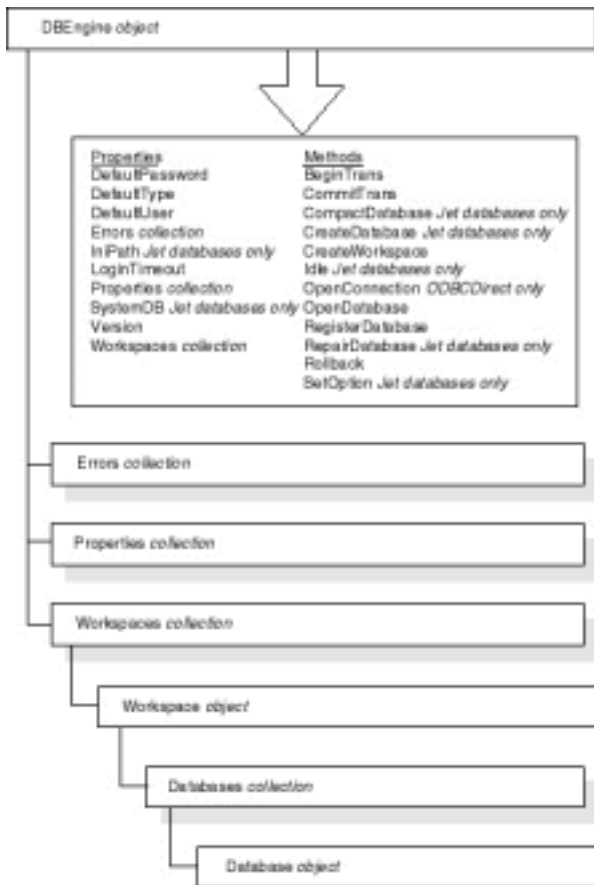 DBEngine object
Properties
DefaultPassword
DefaultType
DefaultUser
Errors collection
IniPath Jet databases only
LoginTimeout
Properties collection
SystemDB Jet databases only
Version
Workspaces collection
Methods
BeginTrans
CommitTrans
CompactDatabase Jet databases only
CreateDatabase Jet databases only
CreateWorkspace
Idle Jet databases only
OpenConnection ODBCDirect only
OpenDatabase
RegisterDatabase
RepairDatabase Jet databases only
Rollback
SetOption Jet databases only
Errors collection
Properties collection
Workspaces collection
Workspace object
Databases collection
Database object